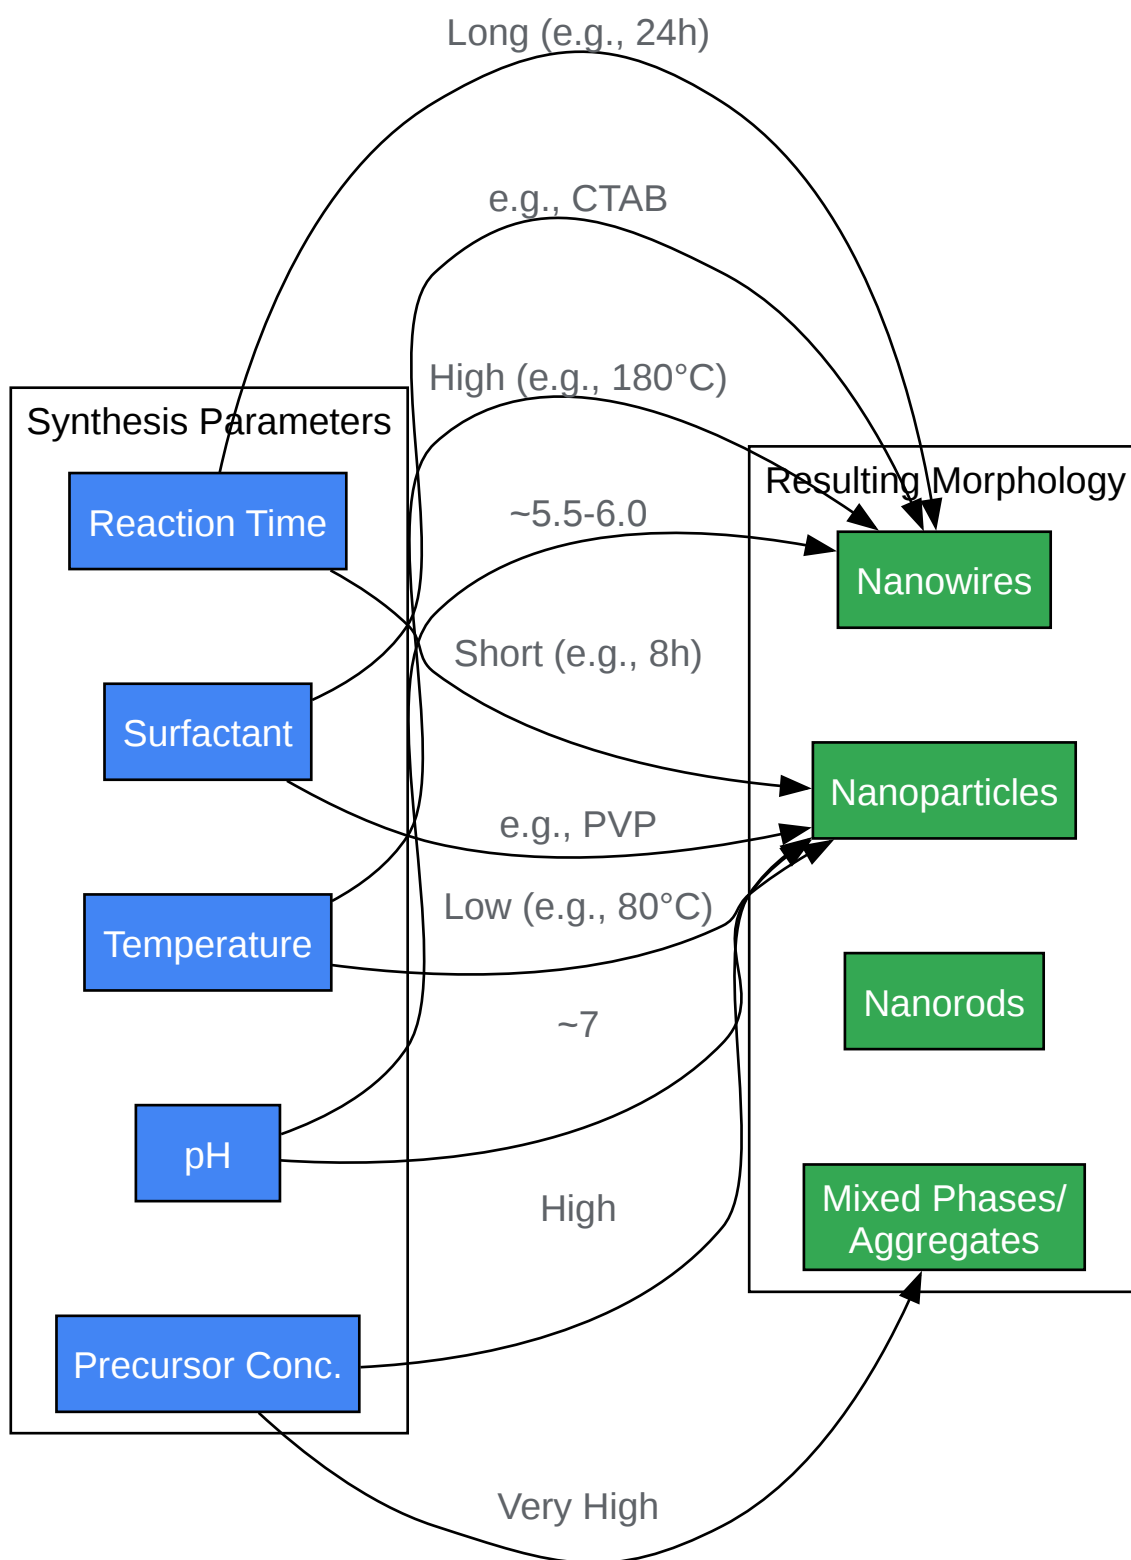 Long (e.g., 24h)
e.g., CTAB
High (e.g., 180°C)
Synthesis Parameters
Resulting Morphology
Reaction Time
~5.5-6.0
Nanowires
Short (e.g., 8h)
Surfactant
Nanoparticles
e.g., PVP
Low (e.g., 80°C)
Temperature
Nanorods
~7
pH
High
Mixed Phases/
Aggregates
Precursor Conc.
Very High